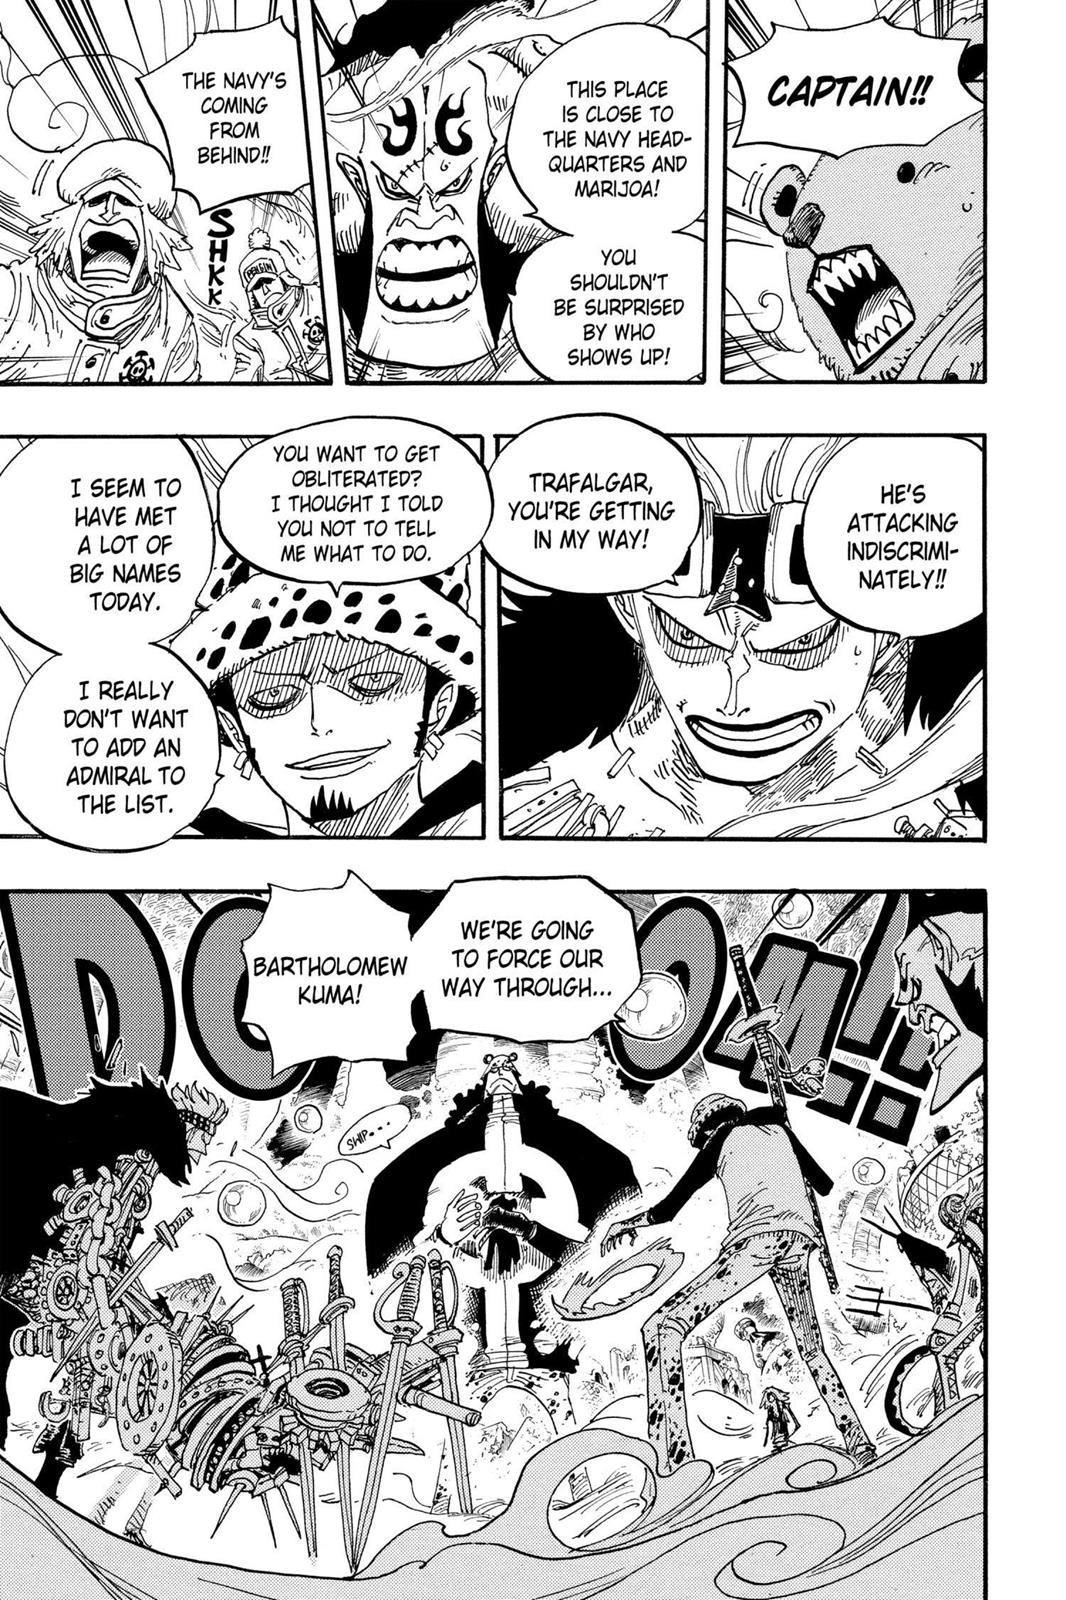 CAPTAIN!!
THIS PLACE
IS CLOSE TO
THE NAVY HEAD-
QUARTERS AND
MARIJOA!
YOU
SHOULDN'T
BE SURPRISED
BY WHO
SHOWS UP!
THE NAVY'S
COMING
FROM
BEHIND!!
SHKK
PENGIN
HE'S
ATTACKING
INDISCRIMI-
NATELY!!
TRAFALGAR,
YOU'RE GETTING
IN MY WAY!
YOU WANT TO GET
OBLITERATED?
I THOUGHT I TOLD
YOU NOT TO TELL
ME WHAT TO DO.
I SEEM TO
HAVE MET
A LOT OF
BIG NAMES
TODAY.
I REALLY
DON'T WANT
TO ADD AN
ADMIRAL TO
THE LIST.
WE'RE GOING
TO FORCE OUR
WAY THROUGH...
BARTHOLOMEW
KUMA!
DOOOM!!
SHIP...